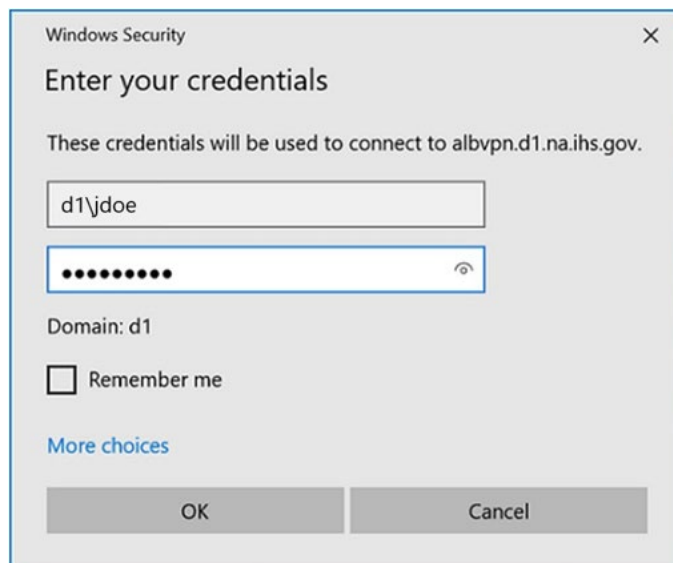 Windows Security
Enter your credentials
These credentials will be used to connect to albvpn.d1.na.ihs.gov.
d1\jdoe
•••••••••
Domain: d1
Remember me
More choices
OK
Cancel